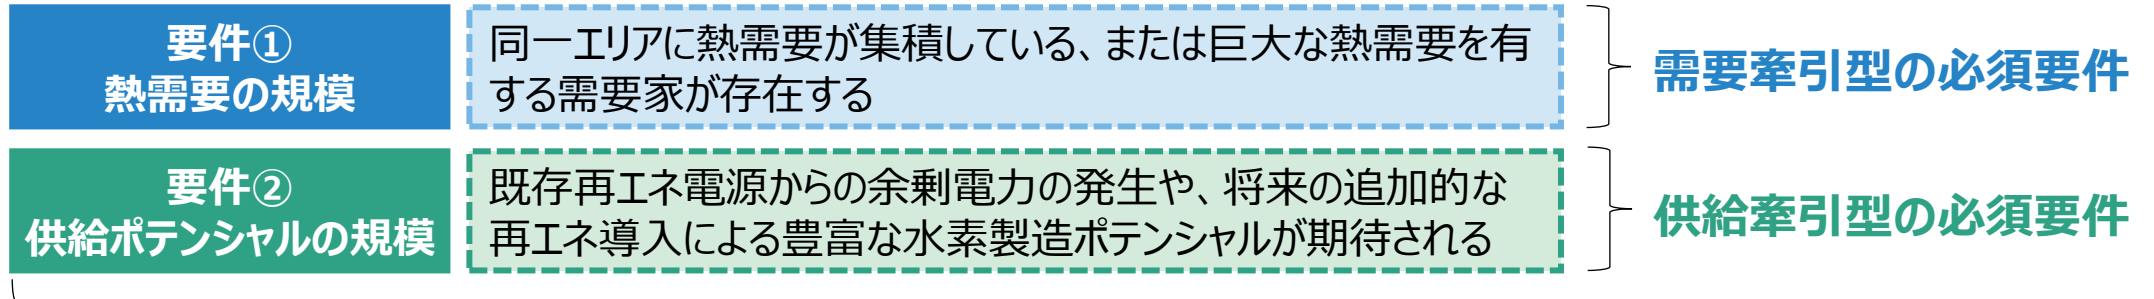 要件①
熱需要の規模
同一エリアに熱需要が集積している、または巨大な熱需要を有
する需要家が存在する
需要牽引型の必須要件
要件②
供給ポテンシャルの規模
既存再エネ電源からの余剰電力の発生や、将来の追加的な
再エネ導入による豊富な水素製造ポテンシャルが期待される
供給牽引型の必須要件